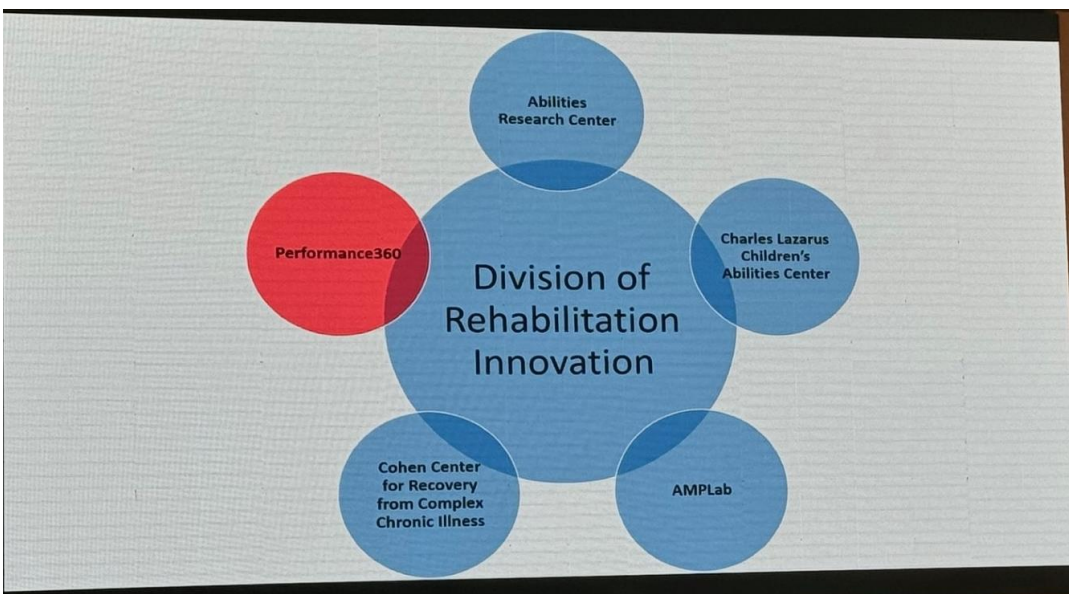 Abilities
Research Center
Performance360
Charles Lazarus
Children's
Abilities Center
Division of
Rehabilitation
Innovation
Cohen Center
for Recovery
from Complex
Chronic Illness
AMPLab